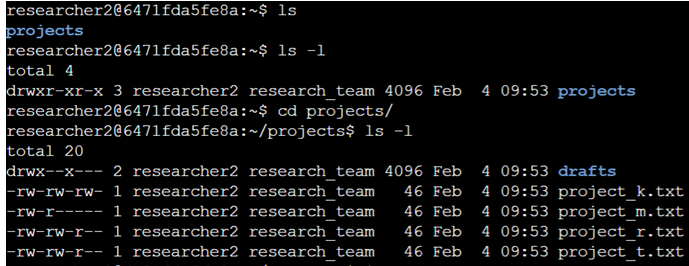 researcher2@6471fda5fe8a:~$ ls
projects
researcher2@6471fda5fe8a:~$ ls -l
total 4
drwxr-xr-x 3 researcher2 research_team 4096 Feb  4 09:53 projects
researcher2@6471fda5fe8a:~$ cd projects/
researcher2@6471fda5fe8a:~/projects$ ls -l
total 20
drwx--x--- 2 researcher2 research_team 4096 Feb  4 09:53 drafts
-rw-rw-rw- 1 researcher2 research_team   46 Feb  4 09:53 project_k.txt
-rw-r----- 1 researcher2 research_team   46 Feb  4 09:53 project_m.txt
-rw-rw-r-- 1 researcher2 research_team   46 Feb  4 09:53 project_r.txt
-rw-rw-r-- 1 researcher2 research_team   46 Feb  4 09:53 project_t.txt